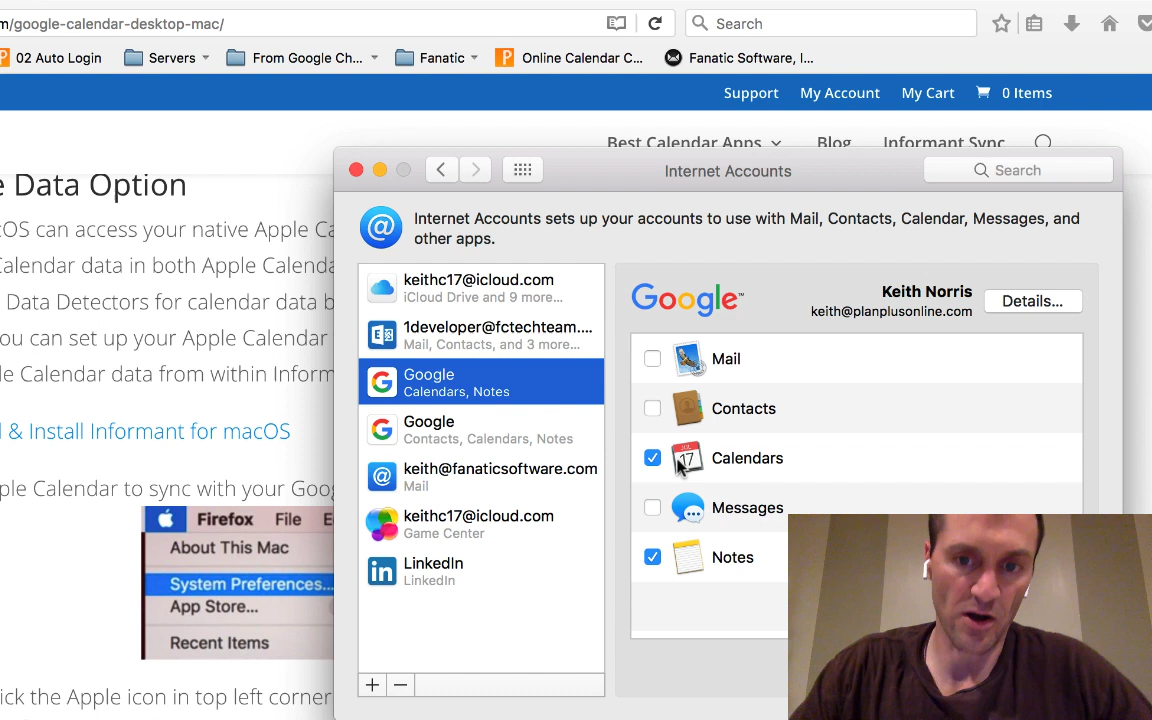 m/google-calendar-desktop-mac/
Search
02 Auto Login
Servers
From Google Ch...
Fanatic
Online Calendar C...
Fanatic Software, I...
Support
My Account
My Cart
0 Items
Best Calendar Apps
Blog
Informant Sync
e Data Option
cOS can access your native Apple Ca
Calendar data in both Apple Calenda
Data Detectors for calendar data b
ou can set up your Apple Calendar
le Calendar data from within Inform
d & Install Informant for macOS
ple Calendar to sync with your Goog
Firefox File E
About This Mac
System Preferences...
App Store...
Recent Items
ick the Apple icon in top left corner
Internet Accounts
Search
Internet Accounts sets up your accounts to use with Mail, Contacts, Calendar, Messages, and
other apps.
keithc17@icloud.com
iCloud Drive and 9 more...
1developer@fctechteam....
Mail, Contacts, and 3 more...
Google
Calendars, Notes
Google
Contacts, Calendars, Notes
keith@fanaticsoftware.com
Mail
keithc17@icloud.com
Game Center
LinkedIn
LinkedIn
Google™
Keith Norris
keith@planplusonline.com
Details...
Mail
Contacts
JUL
17
Calendars
Messages
Notes